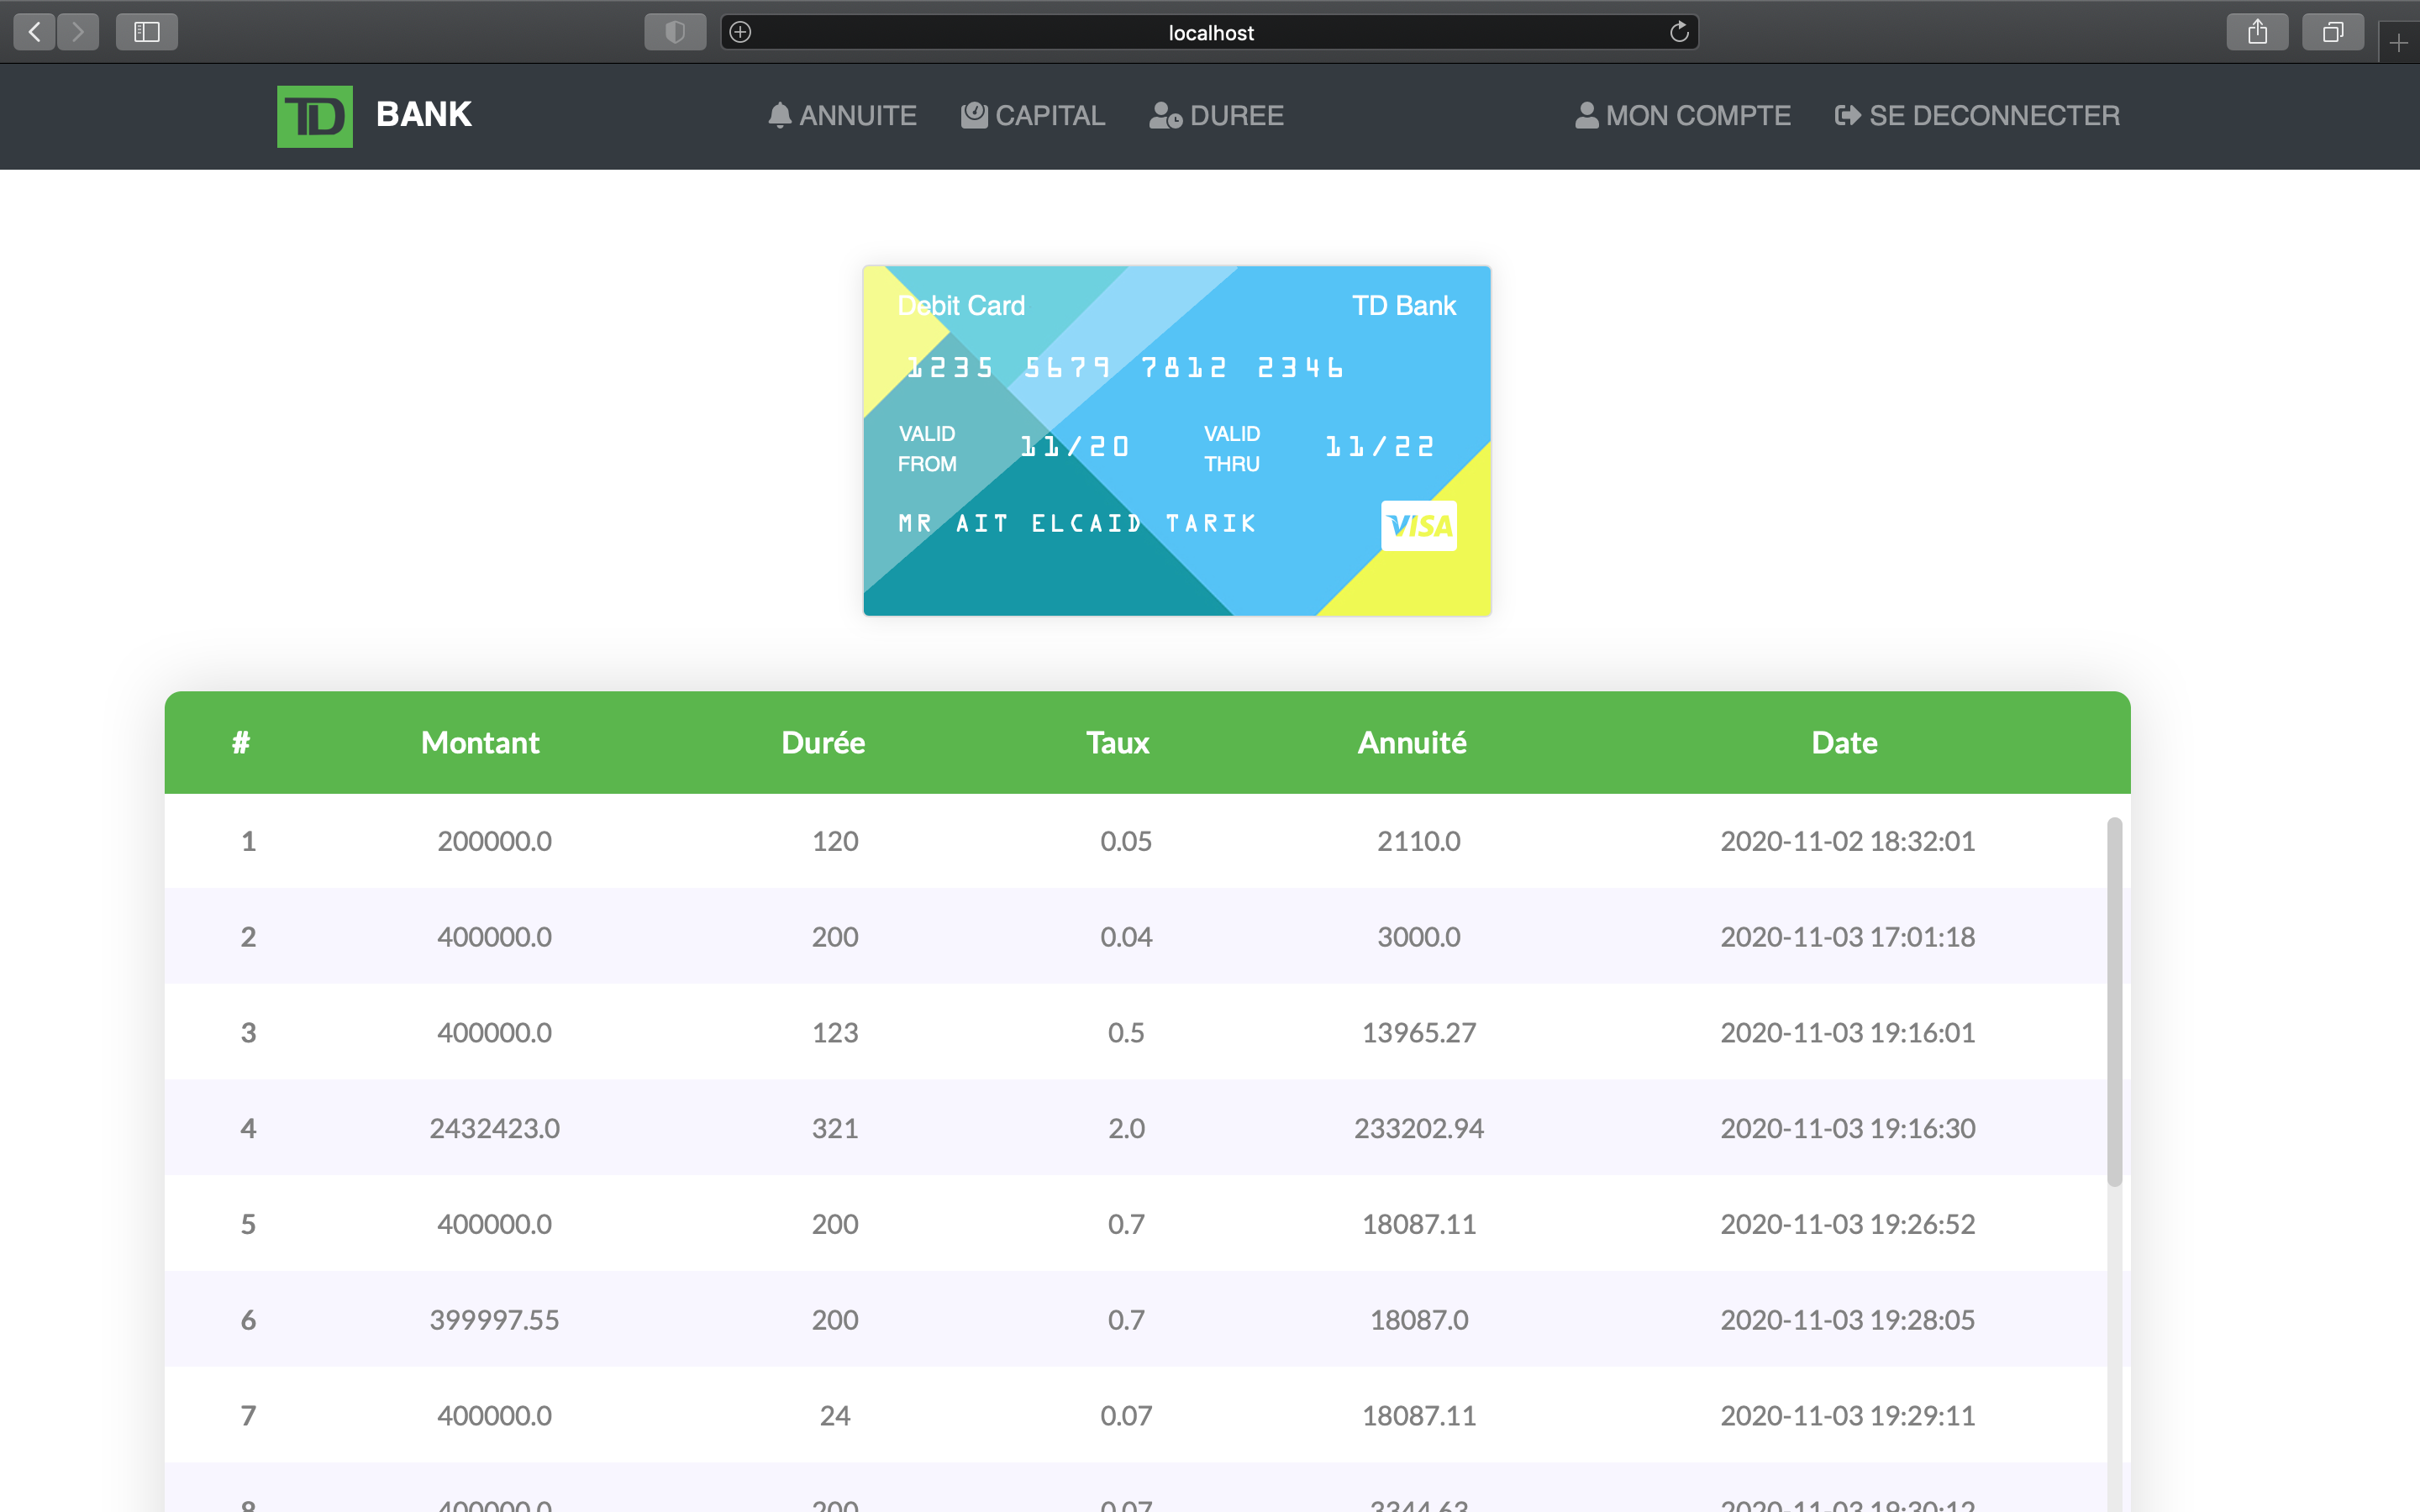 localhost
TD BANK
ANNUITE CAPITAL DUREE MON COMPTE SE DECONNECTER
Debit Card TD Bank
1235 5679 7812 2346
VALID FROM 11/20 VALID THRU 11/22
MR AIT ELCAID TARIK
VISA
# Montant Durée Taux Annuité Date
1 200000.0 120 0.05 2110.0 2020-11-02 18:32:01
2 400000.0 200 0.04 3000.0 2020-11-03 17:01:18
3 400000.0 123 0.5 13965.27 2020-11-03 19:16:01
4 2432423.0 321 2.0 233202.94 2020-11-03 19:16:30
5 400000.0 200 0.7 18087.11 2020-11-03 19:26:52
6 399997.55 200 0.7 18087.0 2020-11-03 19:28:05
7 400000.0 24 0.07 18087.11 2020-11-03 19:29:11
8 400000.0 200 0.07 3344.63 2020-11-03 19:30:12